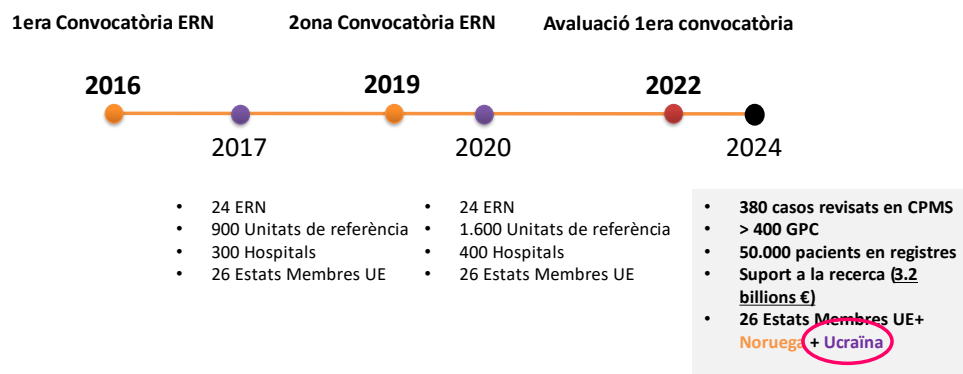 1era Convocatòria ERN
2ona Convocatòria ERN
Avaluació 1era convocatòria
2016
2019
2022
2017
2020
2024
• 24 ERN
• 900 Unitats de referència
• 300 Hospitals
• 26 Estats Membres UE
• 24 ERN
• 1.600 Unitats de referència
• 400 Hospitals
• 26 Estats Membres UE
• 380 casos revisats en CPMS
• > 400 GPC
• 50.000 pacients en registres
• Suport a la recerca (3.2
billions €)
• 26 Estats Membres UE+
Noruega + Ucraïna